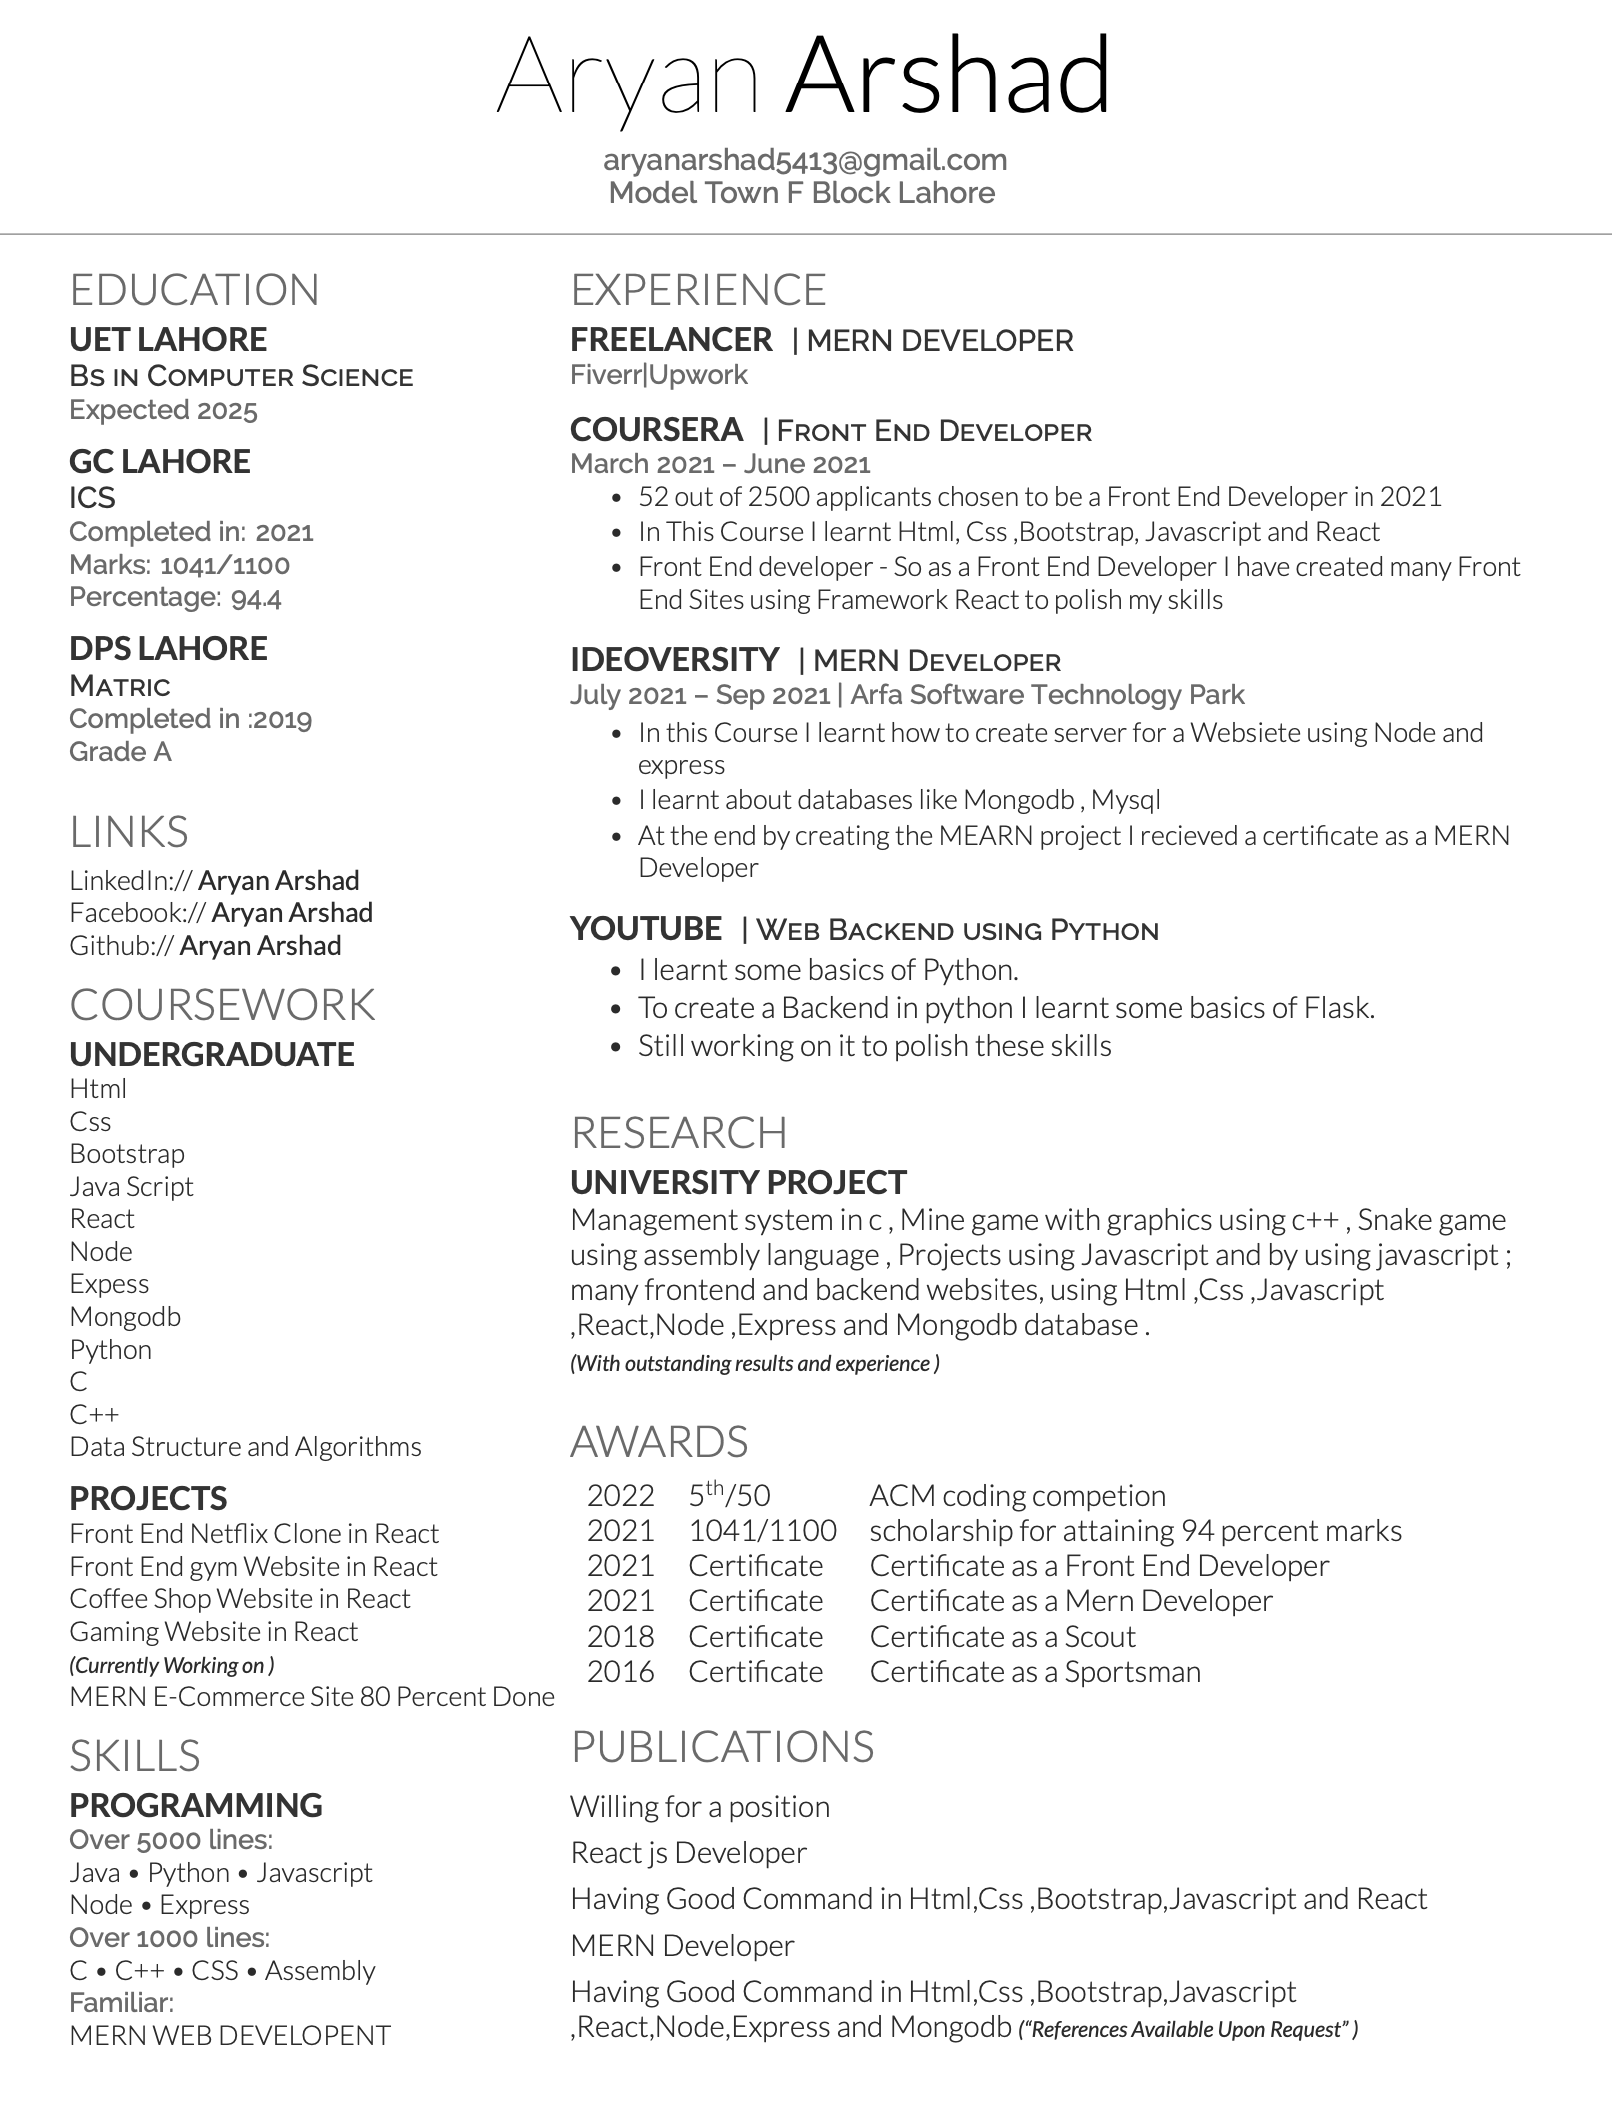 Aryan Arshad
aryanarshad5413@gmail.com
Model Town F Block Lahore
EDUCATION
UET LAHORE
Bs in Computer Science
Expected 2025
GC LAHORE
ICS
Completed in: 2021
Marks: 1041/1100
Percentage: 94.4
DPS LAHORE
Matric
Completed in :2019
Grade A
LINKS
LinkedIn:// Aryan Arshad
Facebook:// Aryan Arshad
Github:// Aryan Arshad
COURSEWORK
UNDERGRADUATE
Html
Css
Bootstrap
Java Script
React
Node
Expess
Mongodb
Python
C
C++
Data Structure and Algorithms
PROJECTS
Front End Netflix Clone in React
Front End gym Website in React
Coffee Shop Website in React
Gaming Website in React
(Currently Working on )
MERN E-Commerce Site 80 Percent Done
SKILLS
PROGRAMMING
Over 5000 lines:
Java • Python • Javascript
Node • Express
Over 1000 lines:
C • C++ • CSS • Assembly
Familiar:
MERN WEB DEVELOPENT
EXPERIENCE
FREELANCER | MERN DEVELOPER
Fiverr|Upwork
COURSERA | Front End Developer
March 2021 – June 2021
• 52 out of 2500 applicants chosen to be a Front End Developer in 2021
• In This Course I learnt Html, Css ,Bootstrap, Javascript and React
• Front End developer - So as a Front End Developer I have created many Front
End Sites using Framework React to polish my skills
IDEOVERSITY | MERN Developer
July 2021 – Sep 2021 | Arfa Software Technology Park
• In this Course I learnt how to create server for a Websiete using Node and
express
• I learnt about databases like Mongodb , Mysql
• At the end by creating the MEARN project I recieved a certificate as a MERN
Developer
YOUTUBE | Web Backend using Python
• I learnt some basics of Python.
• To create a Backend in python I learnt some basics of Flask.
• Still working on it to polish these skills
RESEARCH
UNIVERSITY PROJECT
Management system in c , Mine game with graphics using c++ , Snake game
using assembly language , Projects using Javascript and by using javascript ;
many frontend and backend websites, using Html ,Css ,Javascript
,React,Node ,Express and Mongodb database .
(With outstanding results and experience )
AWARDS
2022 5th/50 ACM coding competion
2021 1041/1100 scholarship for attaining 94 percent marks
2021 Certificate Certificate as a Front End Developer
2021 Certificate Certificate as a Mern Developer
2018 Certificate Certificate as a Scout
2016 Certificate Certificate as a Sportsman
PUBLICATIONS
Willing for a position
React js Developer
Having Good Command in Html,Css ,Bootstrap,Javascript and React
MERN Developer
Having Good Command in Html,Css ,Bootstrap,Javascript
,React,Node,Express and Mongodb (“References Available Upon Request” )